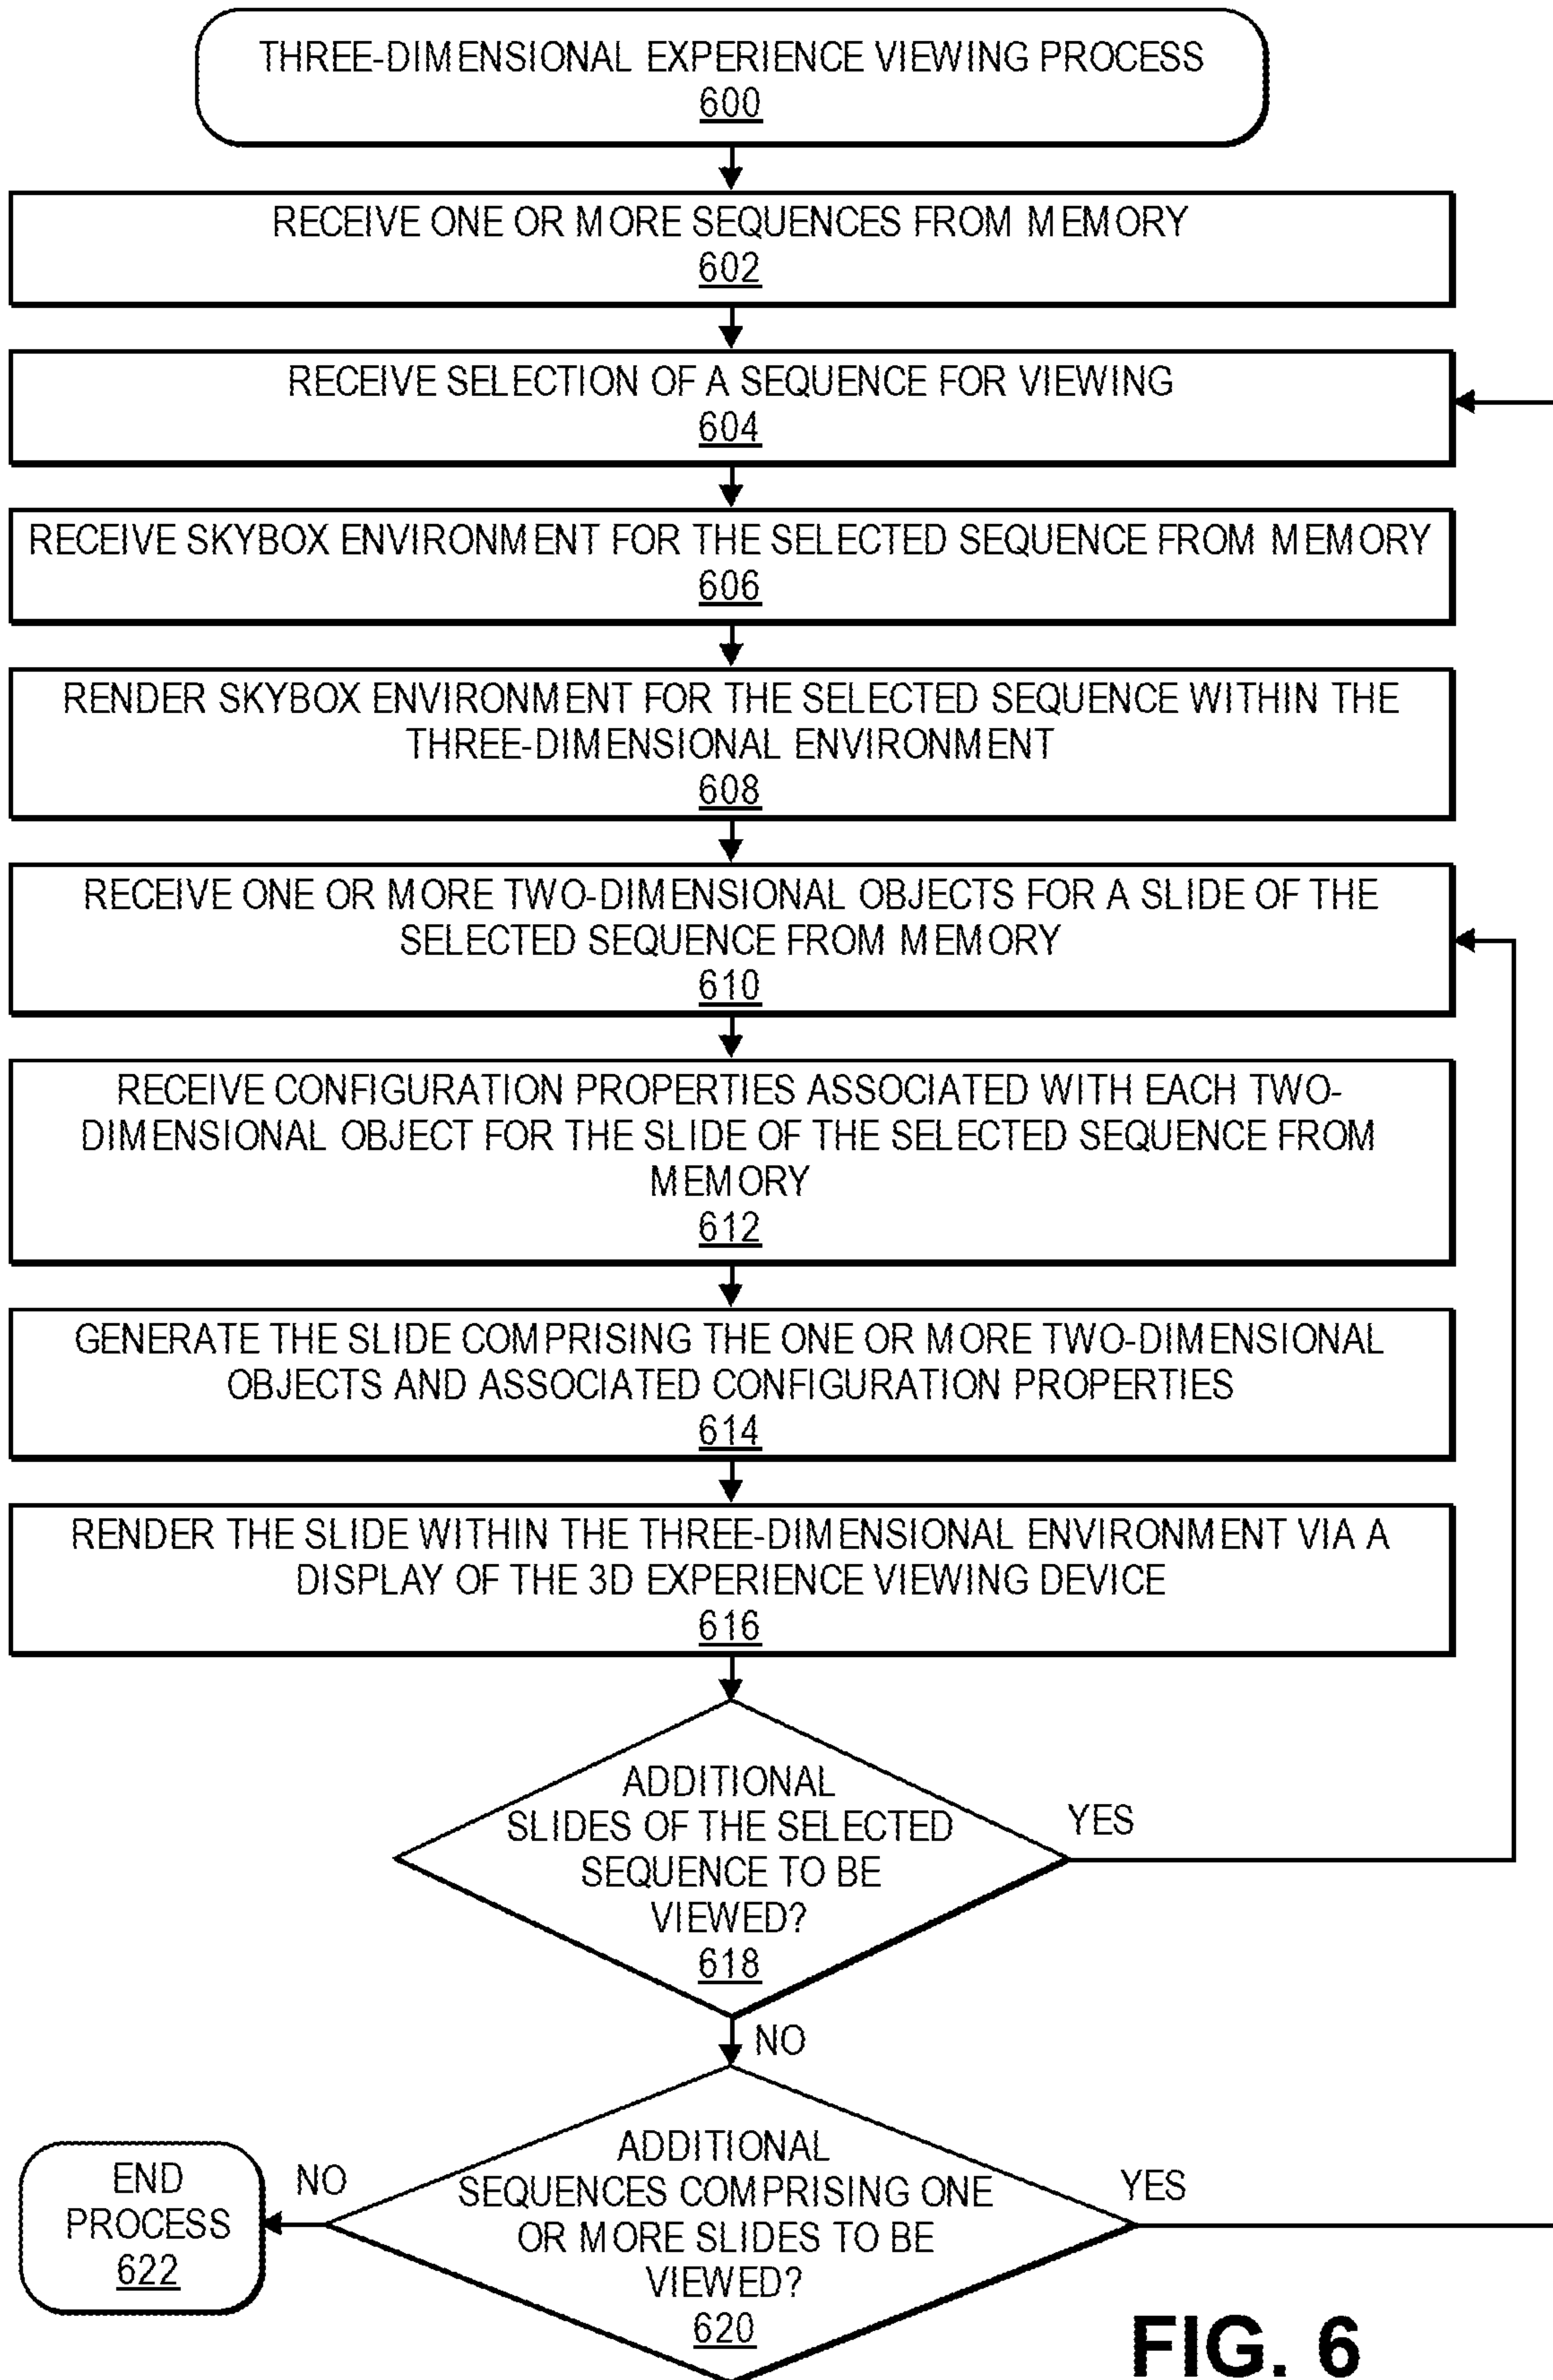 THREE-DIMENSIONAL EXPERIENCE VIEWING PROCESS
600
RECEIVE ONE OR MORE SEQUENCES FROM MEMORY
602
RECEIVE SELECTION OF A SEQUENCE FOR VIEWING
604
RECEIVE SKYBOX ENVIRONMENT FOR THE SELECTED SEQUENCE FROM MEMORY
606
RENDER SKYBOX ENVIRONMENT FOR THE SELECTED SEQUENCE WITHIN THE
THREE-DIMENSIONAL ENVIRONMENT
608
RECEIVE ONE OR MORE TWO-DIMENSIONAL OBJECTS FOR A SLIDE OF THE
SELECTED SEQUENCE FROM MEMORY
610
RECEIVE CONFIGURATION PROPERTIES ASSOCIATED WITH EACH TWO-
DIMENSIONAL OBJECT FOR THE SLIDE OF THE SELECTED SEQUENCE FROM
MEMORY
612
GENERATE THE SLIDE COMPRISING THE ONE OR MORE TWO-DIMENSIONAL
OBJECTS AND ASSOCIATED CONFIGURATION PROPERTIES
614
RENDER THE SLIDE WITHIN THE THREE-DIMENSIONAL ENVIRONMENT VIA A
DISPLAY OF THE 3D EXPERIENCE VIEWING DEVICE
616
ADDITIONAL
SLIDES OF THE SELECTED
SEQUENCE TO BE
VIEWED?
618
YES
NO
ADDITIONAL
SEQUENCES COMPRISING ONE
OR MORE SLIDES TO BE
VIEWED?
620
YES
NO
END
PROCESS
622
FIG. 6